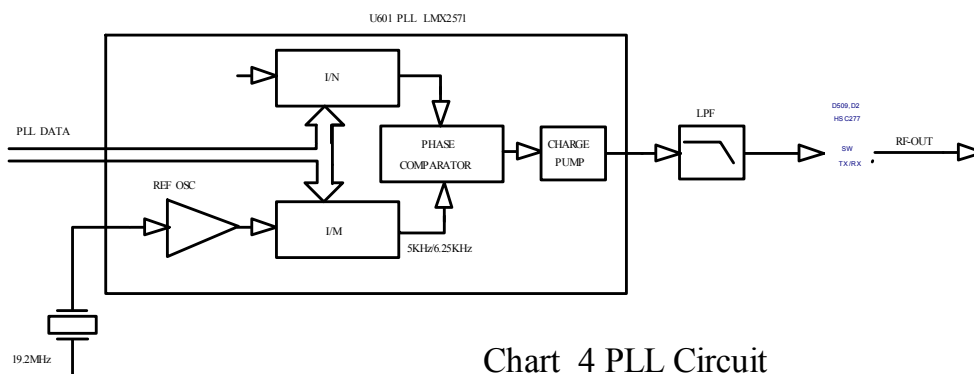 U601 PLL LMX2571
I/N
PLL DATA
PHASE
COMPARATOR
CHARGE
PUMP
LPF
D509,D2
HSC277
SW
TX/RX
RF-OUT
REF OSC
I/M
5KHz/6.25KHz
19.2MHz
Chart 4 PLL Circuit